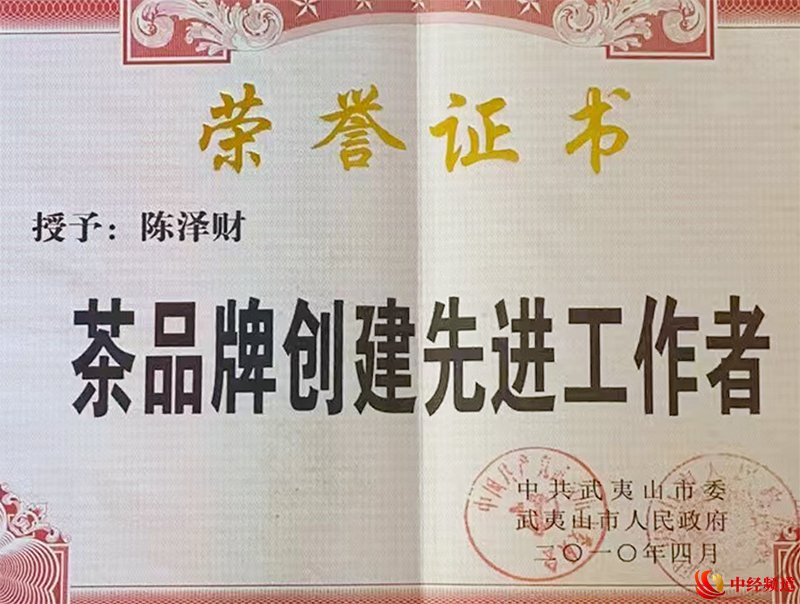 荣誉证书
授予：陈泽财
茶品牌创建先进工作者
中共武夷山市委
武夷山市人民政府
二〇一〇年四月
中经频道